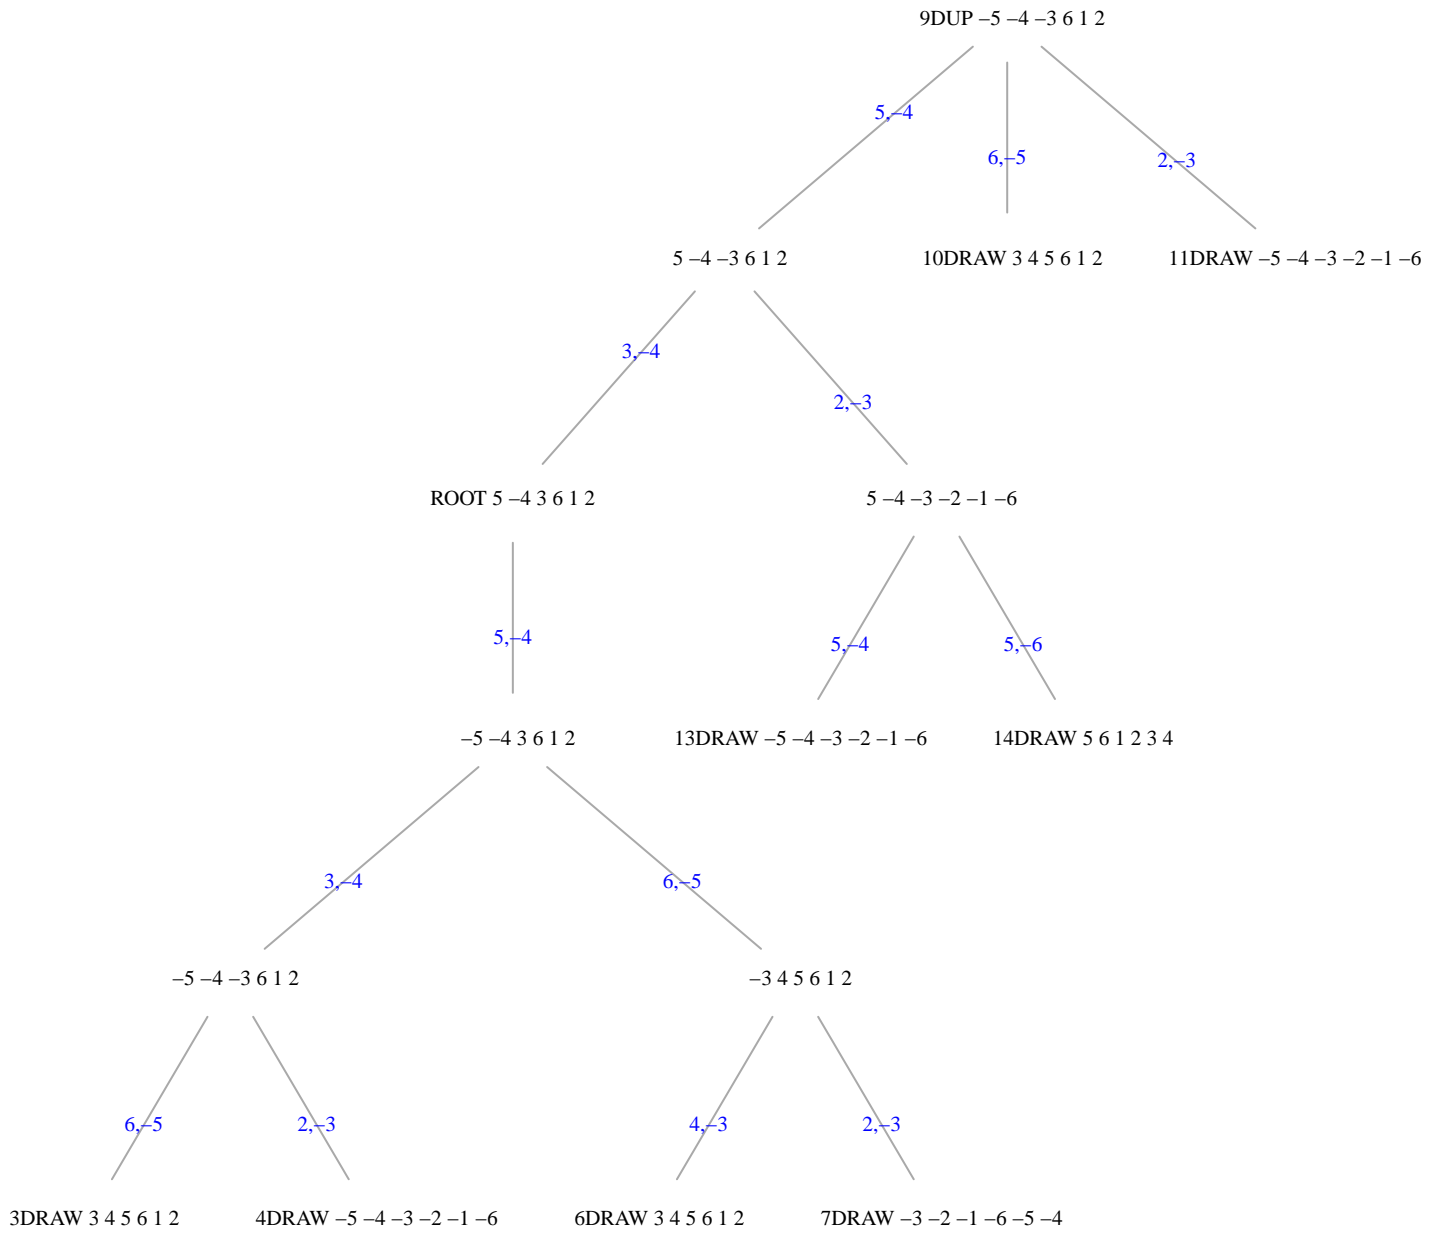 9DUP –5 –4 –3 6 1 2
5,–4
6,–5
2,–3
5 –4 –3 6 1 2
10DRAW 3 4 5 6 1 2
11DRAW –5 –4 –3 –2 –1 –6
3,–4
2,–3
ROOT 5 –4 3 6 1 2
5 –4 –3 –2 –1 –6
5,–4
5,–4
5,–6
–5 –4 3 6 1 2
13DRAW –5 –4 –3 –2 –1 –6
14DRAW 5 6 1 2 3 4
3,–4
6,–5
–5 –4 –3 6 1 2
–3 4 5 6 1 2
6,–5
2,–3
4,–3
2,–3
3DRAW 3 4 5 6 1 2
4DRAW –5 –4 –3 –2 –1 –6
6DRAW 3 4 5 6 1 2
7DRAW –3 –2 –1 –6 –5 –4